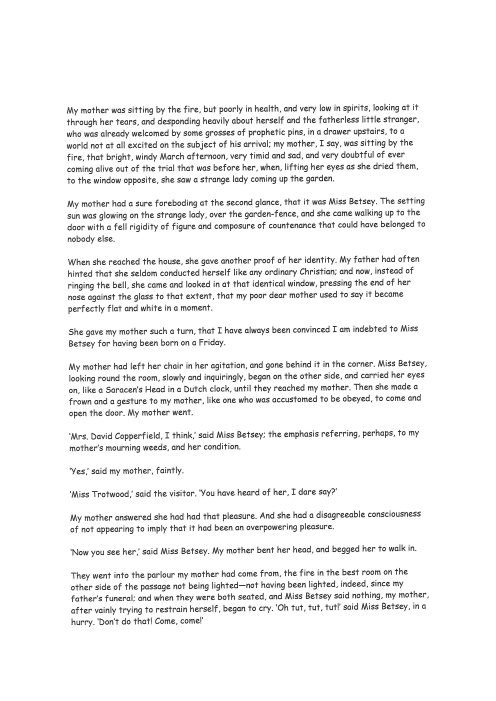 My mother was sitting by the fire, but poorly in health, and very low in spirits, looking at it
through her tears, and desponding heavily about herself and the fatherless little stranger,
who was already welcomed by some grosses of prophetic pins, in a drawer upstairs, to a
world not at all excited on the subject of his arrival; my mother, I say, was sitting by the
fire, that bright, windy March afternoon, very timid and sad, and very doubtful of ever
coming alive out of the trial that was before her, when, lifting her eyes as she dried them,
to the window opposite, she saw a strange lady coming up the garden.
My mother had a sure foreboding at the second glance, that it was Miss Betsey. The setting
sun was glowing on the strange lady, over the garden-fence, and she came walking up to the
door with a fell rigidity of figure and composure of countenance that could have belonged to
nobody else.
When she reached the house, she gave another proof of her identity. My father had often
hinted that she seldom conducted herself like any ordinary Christian; and now, instead of
ringing the bell, she came and looked in at that identical window, pressing the end of her
nose against the glass to that extent, that my poor dear mother used to say it became
perfectly flat and white in a moment.
She gave my mother such a turn, that I have always been convinced I am indebted to Miss
Betsey for having been born on a Friday.
My mother had left her chair in her agitation, and gone behind it in the corner. Miss Betsey,
looking round the room, slowly and inquiringly, began on the other side, and carried her eyes
on, like a Saracen's Head in a Dutch clock, until they reached my mother. Then she made a
frown and a gesture to my mother, like one who was accustomed to be obeyed, to come and
open the door. My mother went.
'Mrs. David Copperfield, I think,' said Miss Betsey; the emphasis referring, perhaps, to my
mother's mourning weeds, and her condition.
'Yes,' said my mother, faintly.
'Miss Trotwood,' said the visitor. 'You have heard of her, I dare say?'
My mother answered she had had that pleasure. And she had a disagreeable consciousness
of not appearing to imply that it had been an overpowering pleasure.
'Now you see her,' said Miss Betsey. My mother bent her head, and begged her to walk in.
They went into the parlour my mother had come from, the fire in the best room on the
other side of the passage not being lighted—not having been lighted, indeed, since my
father's funeral; and when they were both seated, and Miss Betsey said nothing, my mother,
after vainly trying to restrain herself, began to cry. 'Oh tut, tut, tut!' said Miss Betsey, in a
hurry. 'Don't do that! Come, come!'